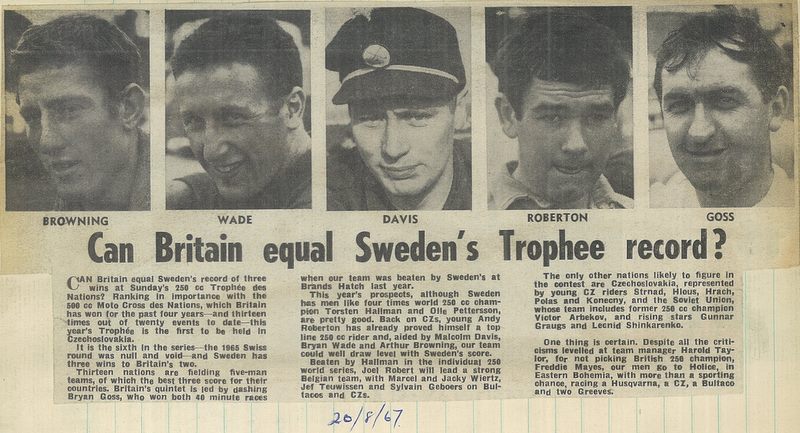 BROWNING
WADE
DAVIS
ROBERTON
GOSS
Can Britain equal Sweden's Trophee record?
CAN Britain equal Sweden's record of three
wins at Sunday's 250 cc Trophée des
Nations? Ranking in importance with the
500 cc Moto Cross des Nations, which Britain
has won for the past four years—and thirteen
times out of twenty events to date—this
year's Trophée is the first to be held in
Czechoslovakia.
It is the sixth in the series—the 1965 Swiss
round was null and void—and Sweden has
three wins to Britain's two.
Thirteen nations are fielding five-man
teams, of which the best three score for their
countries. Britain's quintet is led by dashing
Bryan Goss, who won both 40 minute races
when our team was beaten by Sweden's at
Brands Hatch last year.
This year's prospects, although Sweden
has men like four times world 250 cc cham-
pion Torsten Hallman and Olle Pettersson,
are pretty good. Back on CZs, young Andy
Roberton has already proved himself a top
line 250 cc rider and, aided by Malcolm Davis,
Bryan Wade and Arthur Browning, our team
could well draw level with Sweden's score.
Beaten by Hallman in the individual 250
world series, Joel Robert will lead a strong
Belgian team, with Marcel and Jacky Wiertz,
Jef Teuwissen and Sylvain Geboers on Bul-
tacos and CZs.
The only other nations likely to figure in
the contest are Czechoslovakia, represented
by young CZ riders Strnad, Hlous, Hrach,
Polas and Konecny, and the Soviet Union,
whose team includes former 250 cc champion
Victor Arbekov, and rising stars Gunnar
Graugs and Leonid Shinkarenko.
One thing is certain. Despite all the criti-
cisms levelled at team manager Harold Tay-
lor, for not picking British 250 champion,
Freddie Mayes, our men go to Holice, in
Eastern Bohemia, with more than a sporting
chance, racing a Husqvarna, a CZ, a Bultaco
and two Greeves.
20/8/67